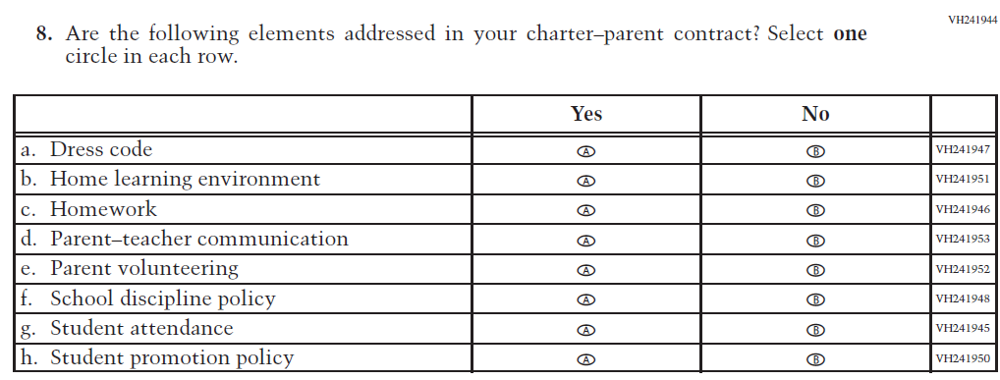 VH241944
8. Are the following elements addressed in your charter–parent contract? Select one
circle in each row.
Yes No
a. Dress code A B VH241947
b. Home learning environment A B VH241951
c. Homework A B VH241946
d. Parent–teacher communication A B VH241953
e. Parent volunteering A B VH241952
f. School discipline policy A B VH241948
g. Student attendance A B VH241945
h. Student promotion policy A B VH241950